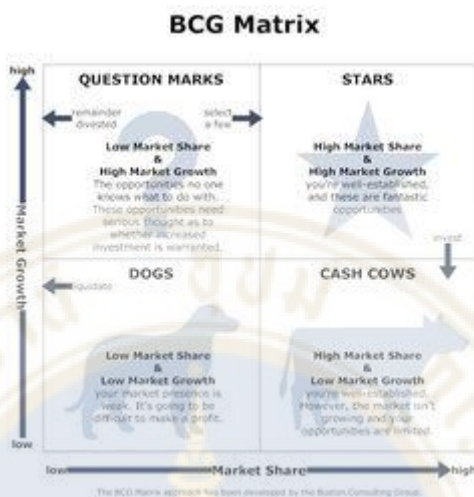 BCG Matrix
high
QUESTION MARKS
STARS
remainder
divested
select
a few
Low Market Share
&
High Market Growth
The opportunities no one
knows what to do with.
These opportunities need
serious thought as to
whether increased
investment is warranted.
High Market Share
&
High Market Growth
you're well-established,
and these are fantastic
opportunities
invest
Market Growth
DOGS
CASH COWS
liquidate
Low Market Share
&
Low Market Growth
your market presence is
weak. It's going to be
difficult to make a profit.
High Market Share
&
Low Market Growth
you're well-established.
However, the market isn't
growing and your
opportunities are limited.
low
low
Market Share
high
The BCG Matrix approach has been developed by the Boston Consulting Group.